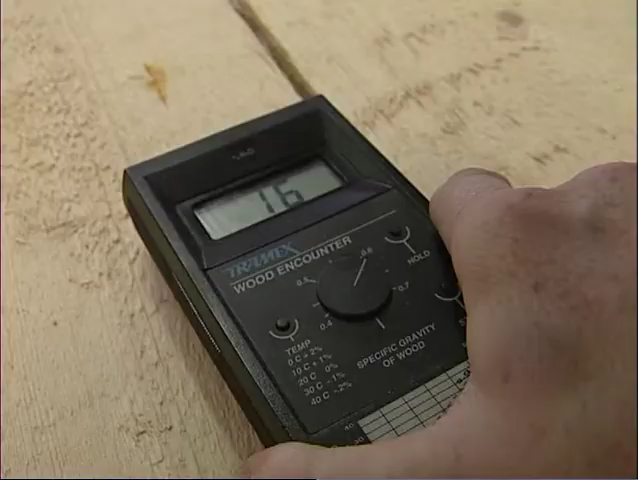 16
TRAMEX
WOOD ENCOUNTER
0.5
0.6
0.7
0.4
HOLD
TEMP
0 C +2%
10 C +1%
20 C 0%
30 C -1%
40 C -2%
SPECIFIC GRAVITY
OF WOOD